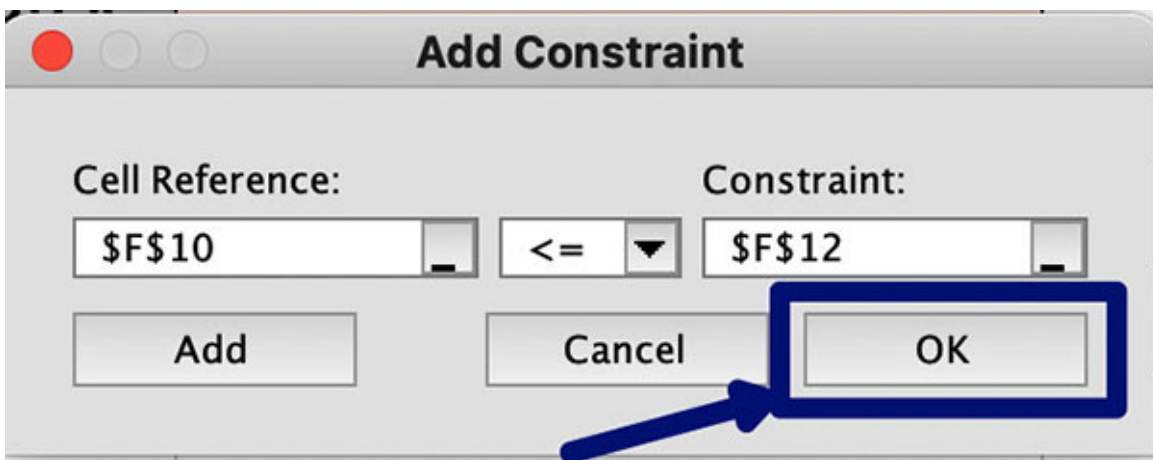 Add Constraint
Cell Reference: Constraint:
$F$10 <= $F$12
Add Cancel OK